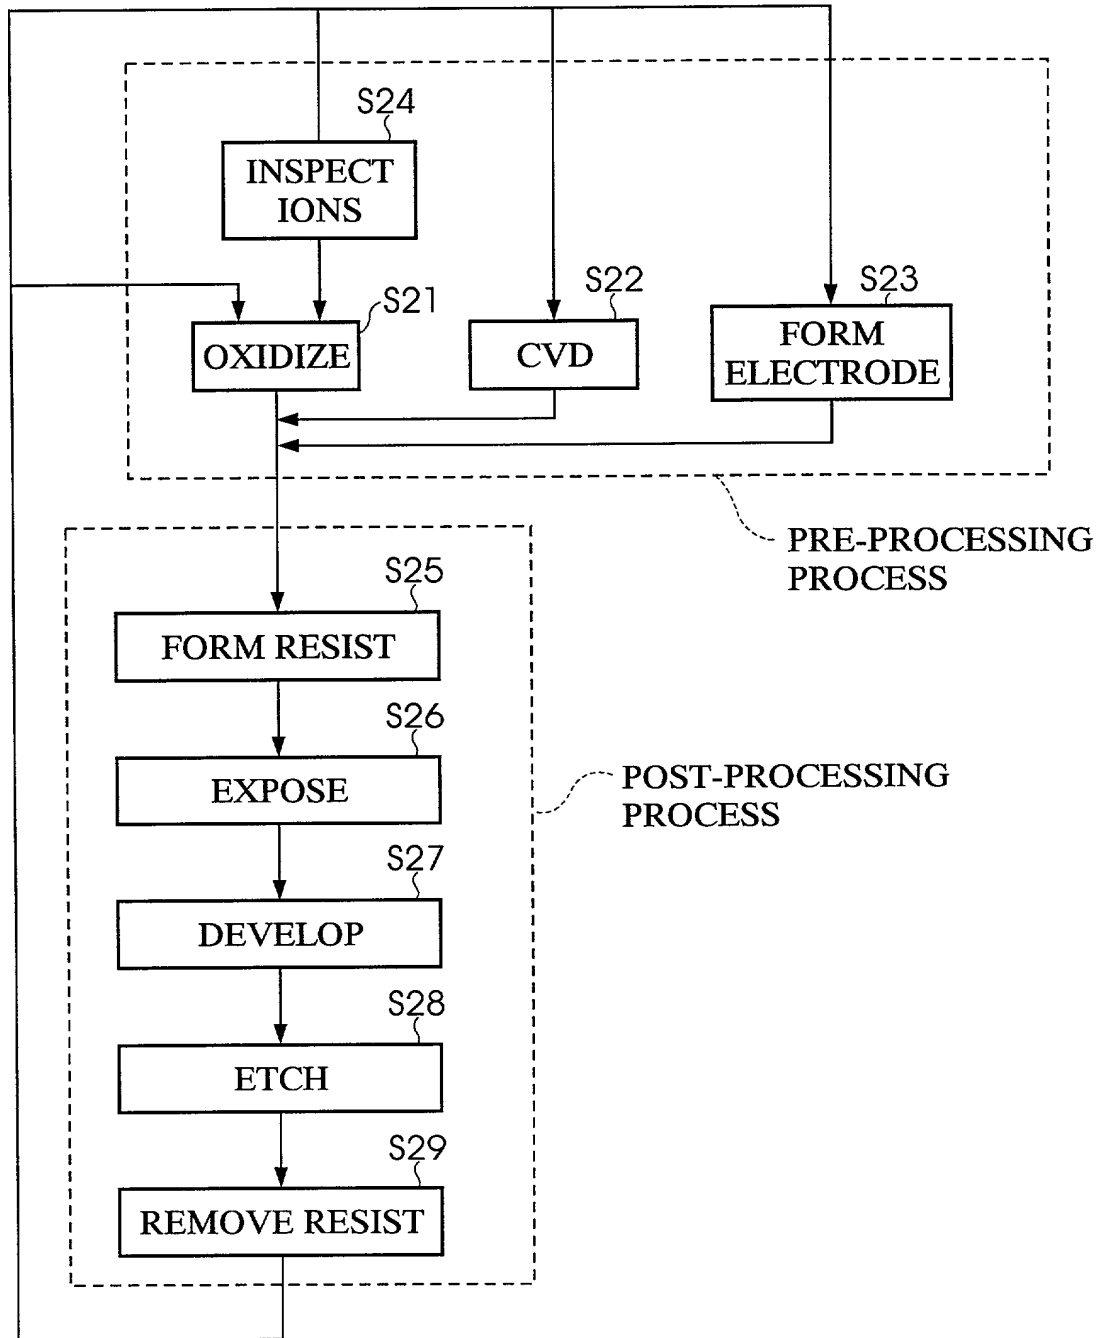 S24
INSPECT
IONS
S21
OXIDIZE
S22
CVD
S23
FORM
ELECTRODE
PRE-PROCESSING
PROCESS
S25
FORM RESIST
S26
EXPOSE
POST-PROCESSING
PROCESS
S27
DEVELOP
S28
ETCH
S29
REMOVE RESIST